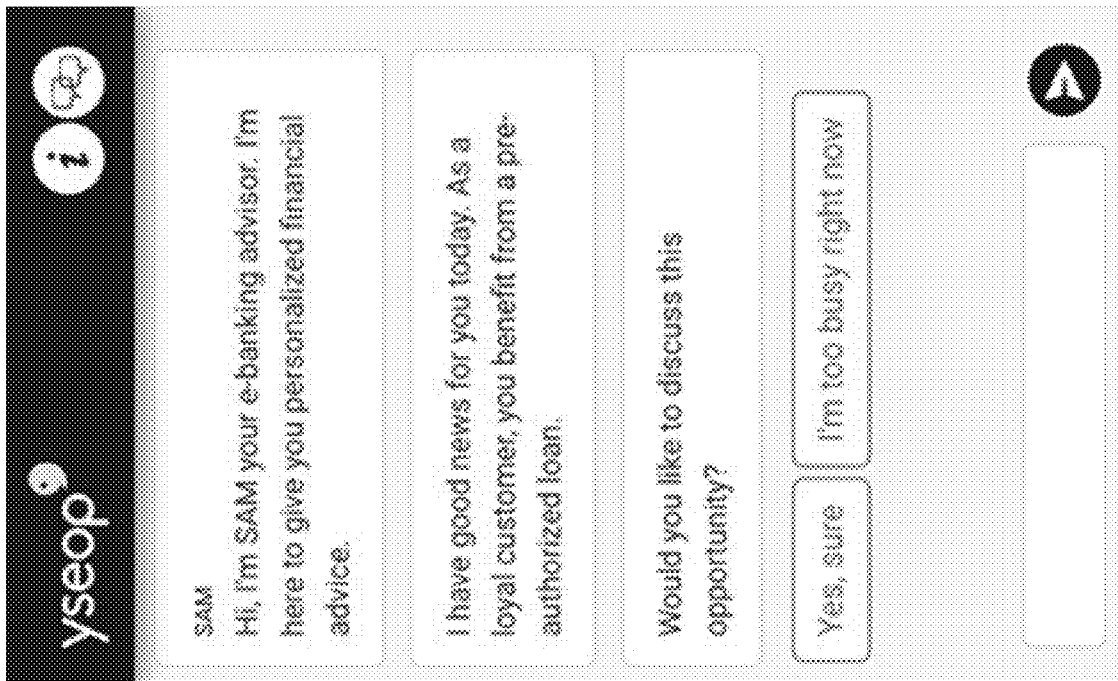 yseop
i
SAM
Hi, I'm SAM your e-banking advisor. I'm
here to give you personalized financial
advice.
I have good news for you today. As a
loyal customer, you benefit from a pre-
authorized loan.
Would you like to discuss this
opportunity?
Yes, sure
I'm too busy right now